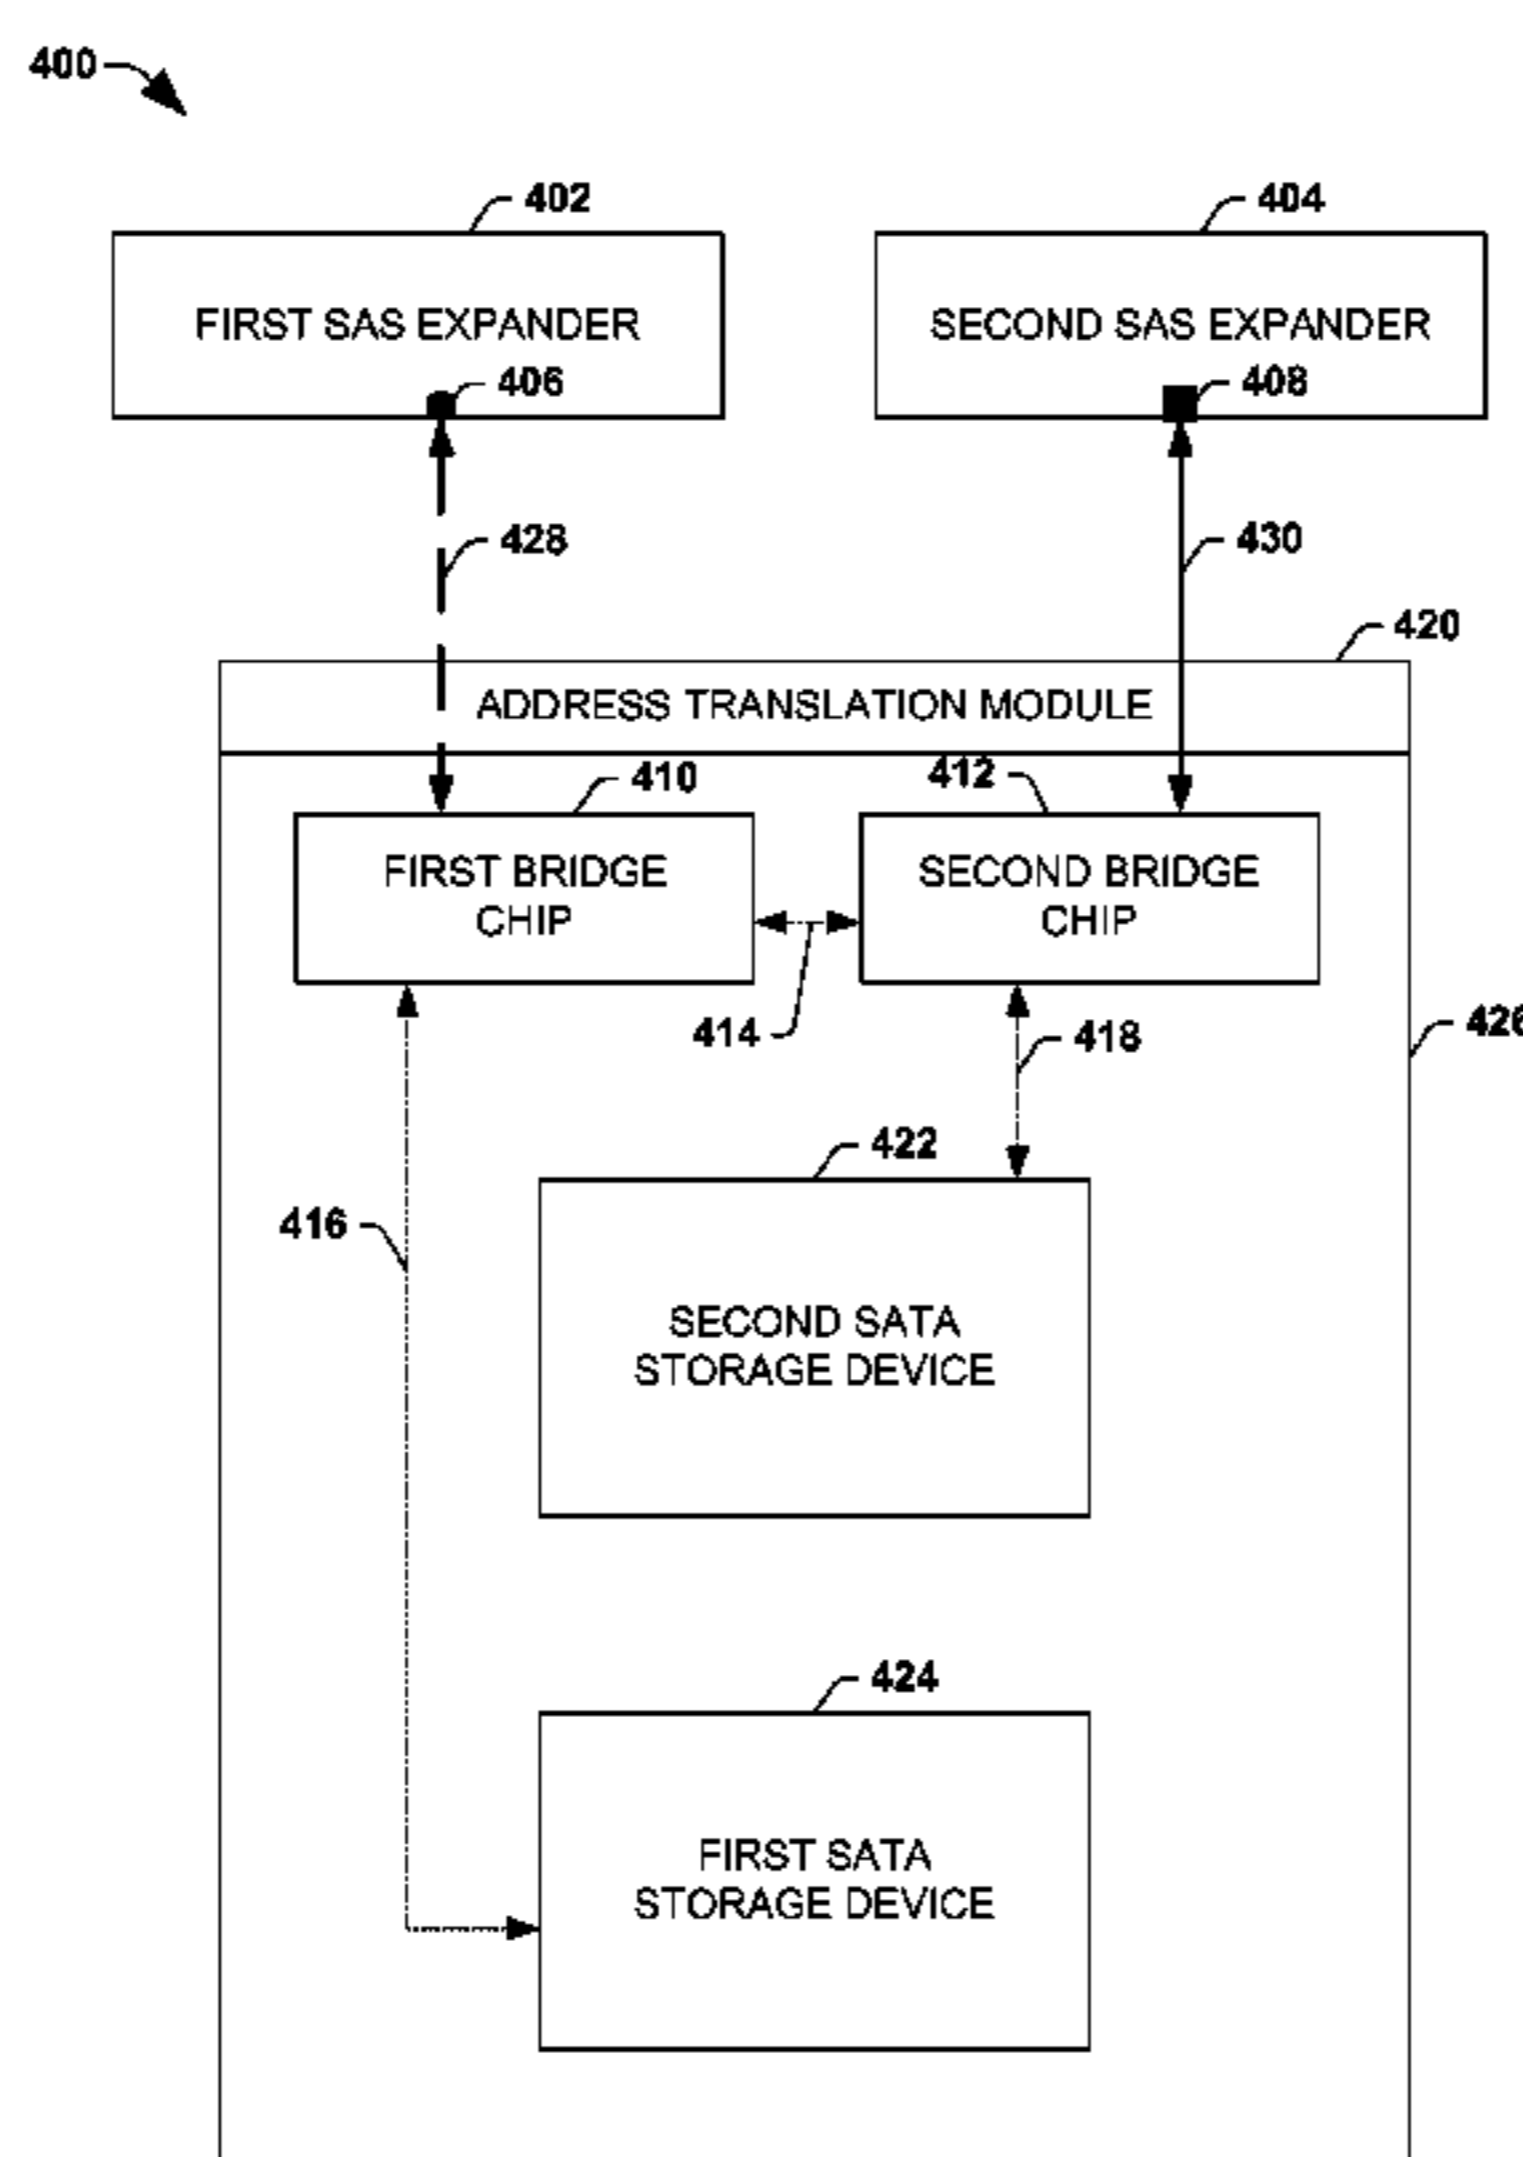 400
402
404
FIRST SAS EXPANDER
SECOND SAS EXPANDER
406
408
428
430
420
ADDRESS TRANSLATION MODULE
410
412
FIRST BRIDGE
CHIP
SECOND BRIDGE
CHIP
414
418
426
422
416
SECOND SATA
STORAGE DEVICE
424
FIRST SATA
STORAGE DEVICE